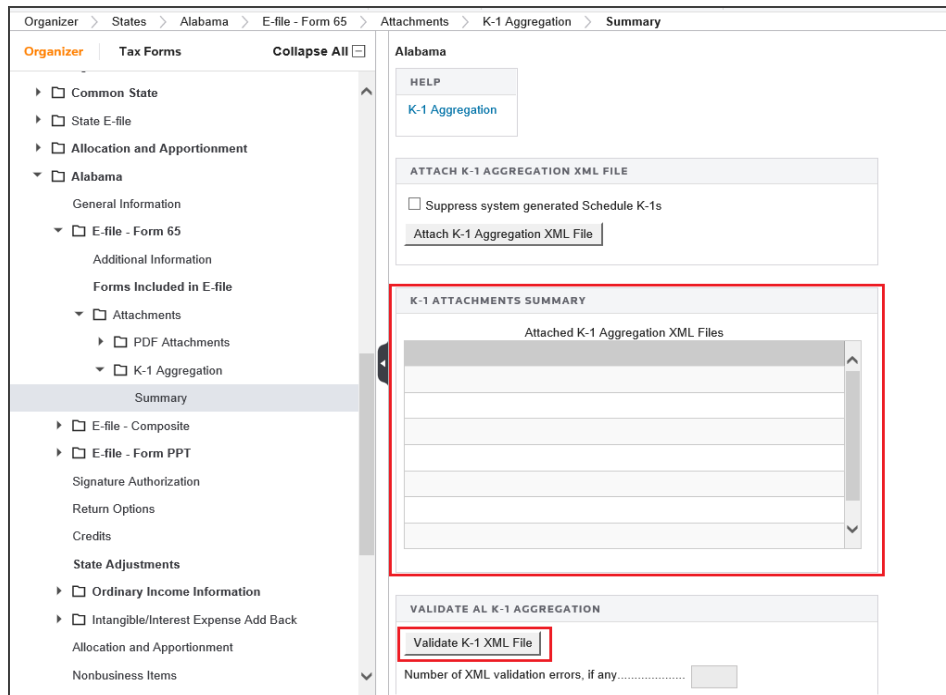 Organizer > States > Alabama > E-file - Form 65 > Attachments > K-1 Aggregation > Summary
Organizer Tax Forms Collapse All
Common State
State E-file
Allocation and Apportionment
Alabama
General Information
E-file - Form 65
Additional Information
Forms Included in E-file
Attachments
PDF Attachments
K-1 Aggregation
Summary
E-file - Composite
E-file - Form PPT
Signature Authorization
Return Options
Credits
State Adjustments
Ordinary Income Information
Intangible/Interest Expense Add Back
Allocation and Apportionment
Nonbusiness Items
Alabama
HELP
K-1 Aggregation
ATTACH K-1 AGGREGATION XML FILE
Suppress system generated Schedule K-1s
Attach K-1 Aggregation XML File
K-1 ATTACHMENTS SUMMARY
Attached K-1 Aggregation XML Files
VALIDATE AL K-1 AGGREGATION
Validate K-1 XML File
Number of XML validation errors, if any....................